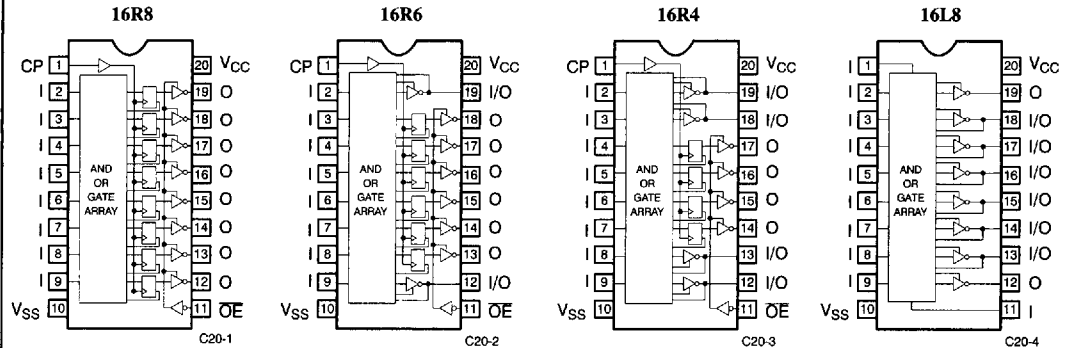 16R8
CP 1 20 VCC
I 2 19 O
I 3 18 O
I 4 17 O
I 5 16 O
I 6 15 O
I 7 14 O
I 8 13 O
I 9 12 O
VSS 10 11 OE
AND
OR
GATE
ARRAY
C20-1
16R6
CP 1 20 VCC
I 2 19 I/O
I 3 18 O
I 4 17 O
I 5 16 O
I 6 15 O
I 7 14 O
I 8 13 O
I 9 12 I/O
VSS 10 11 OE
AND
OR
GATE
ARRAY
C20-2
16R4
CP 1 20 VCC
I 2 19 I/O
I 3 18 I/O
I 4 17 O
I 5 16 O
I 6 15 O
I 7 14 O
I 8 13 I/O
I 9 12 I/O
VSS 10 11 OE
AND
OR
GATE
ARRAY
C20-3
16L8
I 1 20 VCC
I 2 19 O
I 3 18 I/O
I 4 17 I/O
I 5 16 I/O
I 6 15 I/O
I 7 14 I/O
I 8 13 I/O
I 9 12 O
VSS 10 11 I
AND
OR
GATE
ARRAY
C20-4